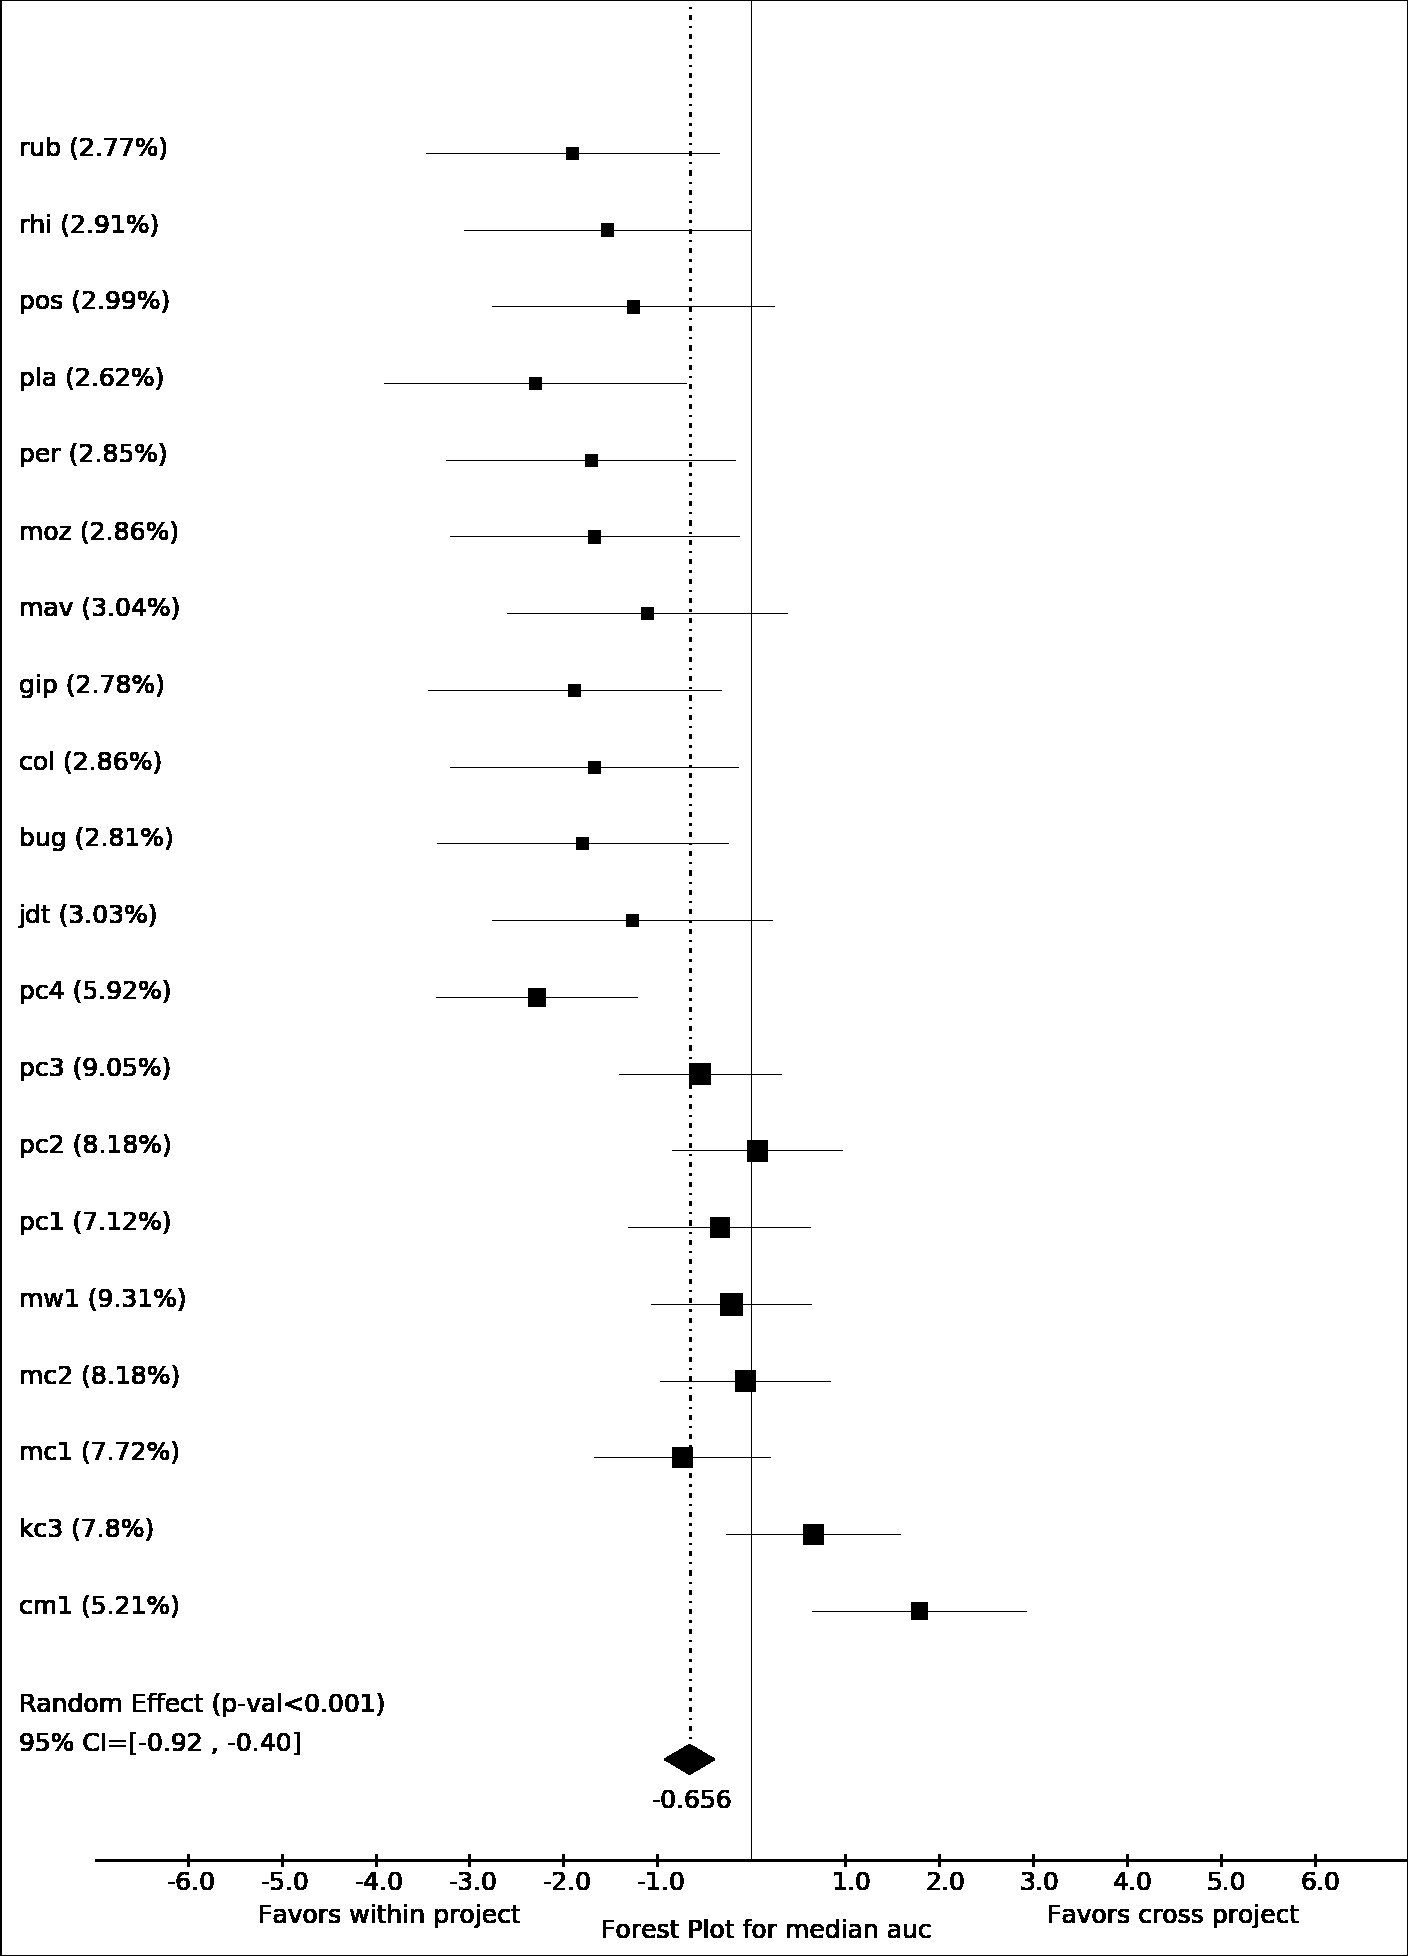 rub (2.77%)
rhi (2.91%)
pos (2.99%)
pla (2.62%)
per (2.85%)
moz (2.86%)
mav (3.04%)
gip (2.78%)
col (2.86%)
bug (2.81%)
jdt (3.03%)
pc4 (5.92%)
pc3 (9.05%)
pc2 (8.18%)
pc1 (7.12%)
mw1 (9.31%)
mc2 (8.18%)
mc1 (7.72%)
kc3 (7.8%)
cm1 (5.21%)
Random Effect (p-val<0.001)
95% CI=[-0.92 , -0.40]
-0.656
-6.0 -5.0 -4.0 -3.0 -2.0 -1.0 1.0 2.0 3.0 4.0 5.0 6.0
Favors within project Favors cross project
Forest Plot for median auc